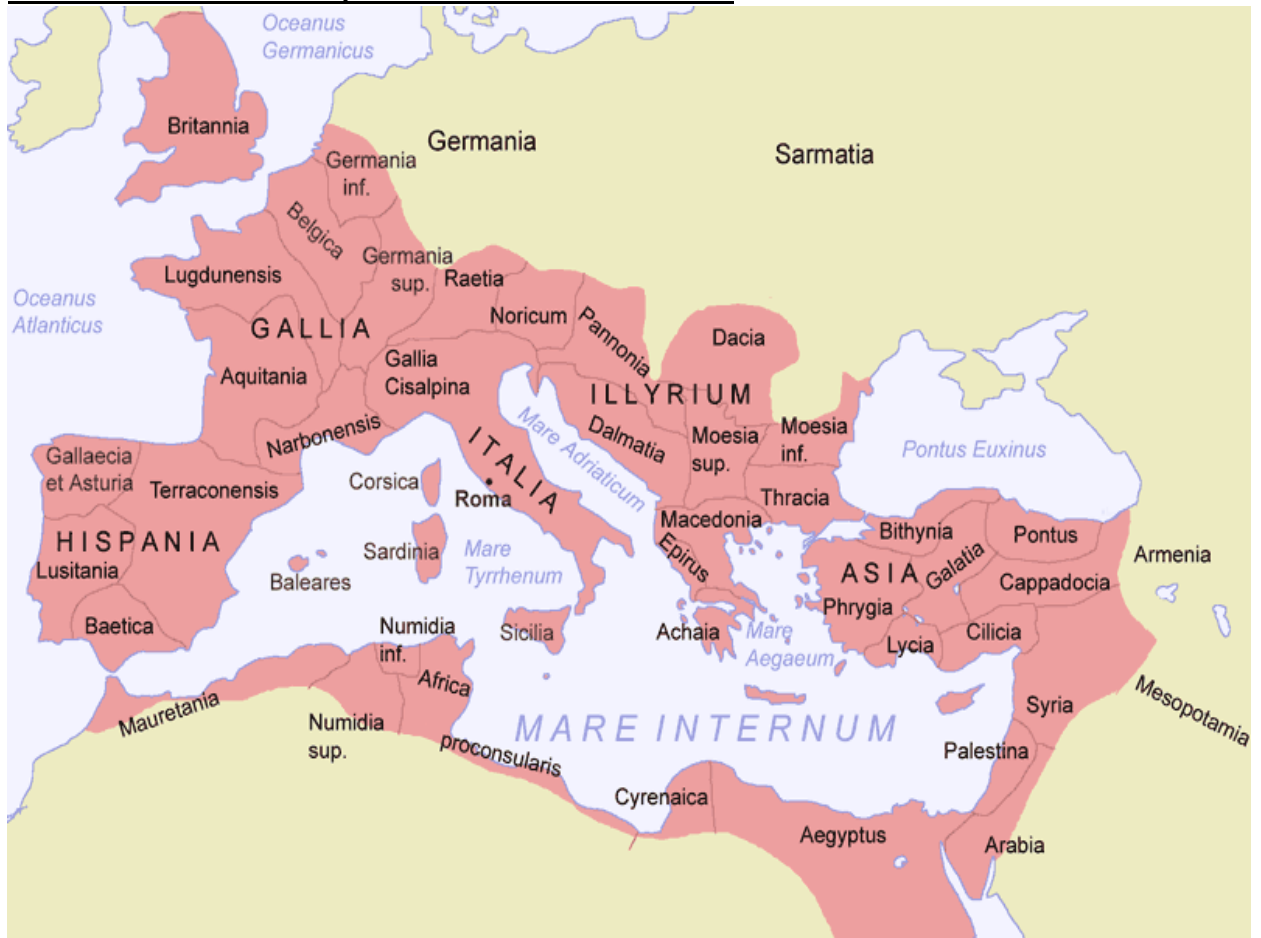 Oceanus
Germanicus
Britannia
Germania
Sarmatia
Germania
inf.
Belgica
Germania
sup.
Lugdunensis
Raetia
Oceanus
Atlanticus
GALLIA
Noricum
Pannonia
Dacia
Gallia
Cisalpina
Aquitania
ILLYRIUM
Narbonensis
ITALIA
Mare Adriaticum
Dalmatia
Moesia
sup.
Moesia
inf.
Pontus Euxinus
Gallaecia
et Asturia
Terraconensis
Corsica
Roma
Thracia
Macedonia
Epirus
HISPANIA
Lusitania
Baetica
Baleares
Sardinia
Mare
Tyrrhenum
Bithynia
Pontus
Galatia
ASIA
Armenia
Cappadocia
Phrygia
Lycia
Cilicia
Numidia
inf.
Sicilia
Achaia
Mare
Aegaeum
Africa
Mauretania
Numidia
sup.
proconsularis
MARE INTERNUM
Syria
Mesopotamia
Palestina
Cyrenaica
Aegyptus
Arabia